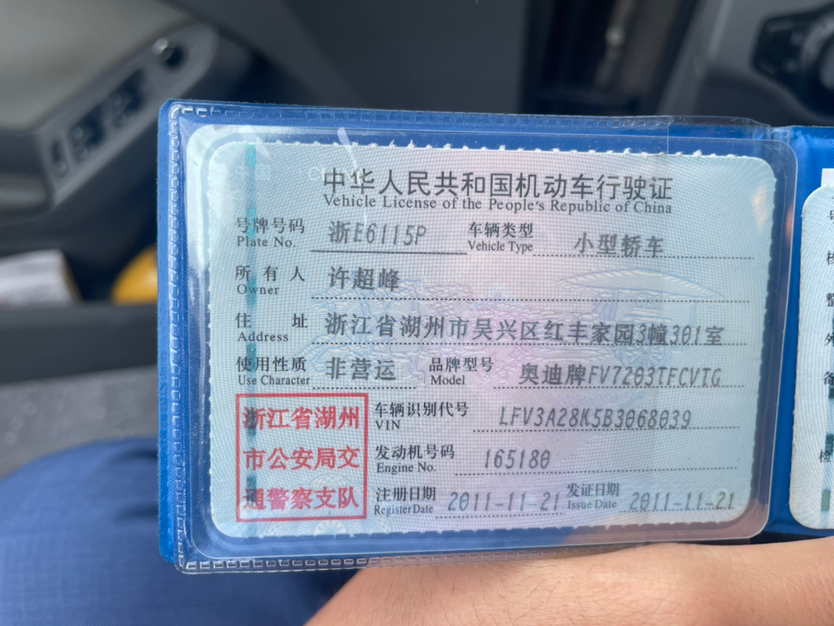 中华人民共和国机动车行驶证
Vehicle License of the People's Republic of China
号牌号码 浙E6115P 车辆类型 小型轿车
Plate No. Vehicle Type
所有人 许超峰
Owner
住址 浙江省湖州市吴兴区红丰家园3幢301室
Address
使用性质 非营运 品牌型号 奥迪牌FV7203TFCVTG
Use Character Model
浙江省湖州
市公安局交
通警察支队
车辆识别代号 LFV3A28K5B3068039
VIN
发动机号码 165180
Engine No.
注册日期 2011-11-21 发证日期 2011-11-21
Register Date Issue Date